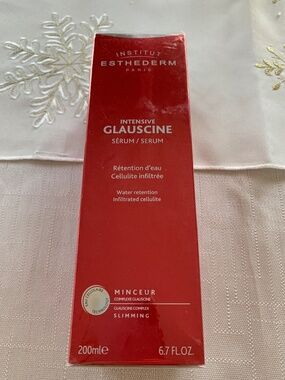 INSTITUT
ESTHEDERM
PARIS
INTENSIVE
GLAUSCINE
SÉRUM / SERUM
Rétention d'eau
Cellulite infiltrée
Water retention
Infiltrated cellulite
MINCEUR
COMPLEXE GLAUSCINE
GLAUSCINE COMPLEX
SLIMMING
200ml℮
6.7 FL.OZ.